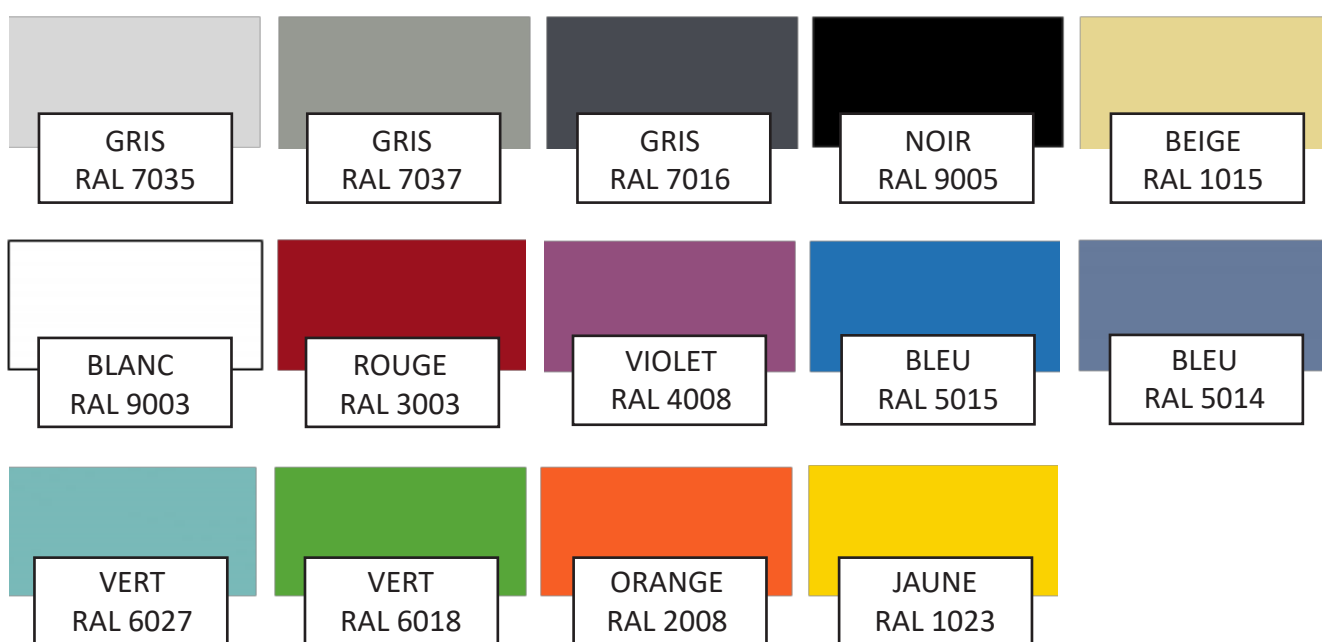 GRIS
RAL 7035
GRIS
RAL 7037
GRIS
RAL 7016
NOIR
RAL 9005
BEIGE
RAL 1015
BLANC
RAL 9003
ROUGE
RAL 3003
VIOLET
RAL 4008
BLEU
RAL 5015
BLEU
RAL 5014
VERT
RAL 6027
VERT
RAL 6018
ORANGE
RAL 2008
JAUNE
RAL 1023